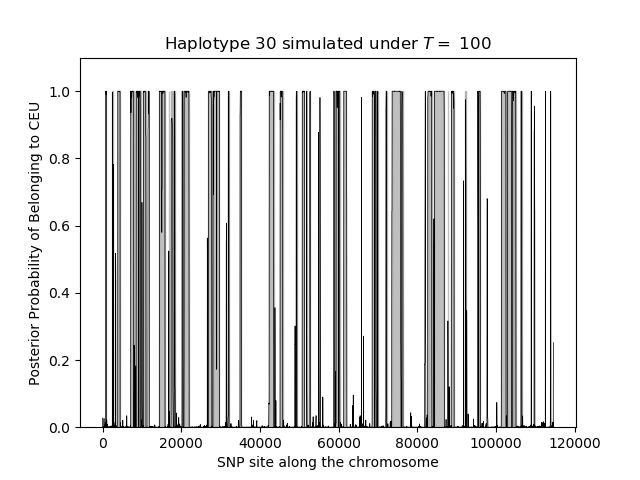 Haplotype 30 simulated under T = 100
Posterior Probability of Belonging to CEU
1.0
0.8
0.6
0.4
0.2
0.0
0 20000 40000 60000 80000 100000 120000
SNP site along the chromosome